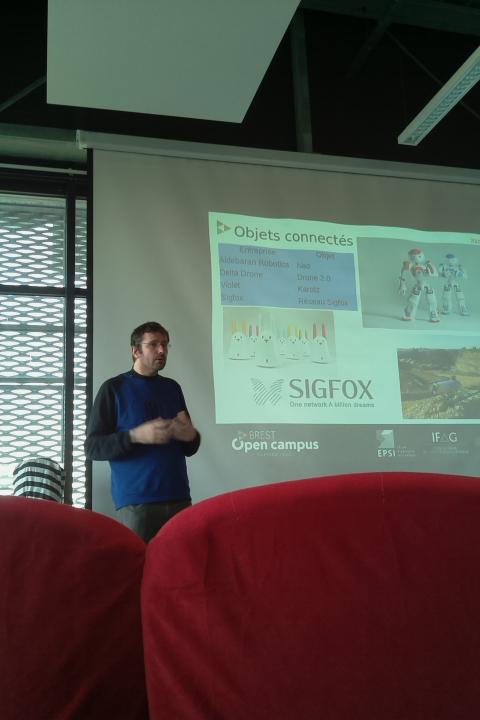 Objets connectés
Entreprise Objet
Aldebaran Robotics Nao
Delta Drone Drone 2.0
Violet Karotz
Sigfox Réseau Sigfox
SIGFOX
One network A billion dreams
BREST
Open campus
EPSI
IFAG